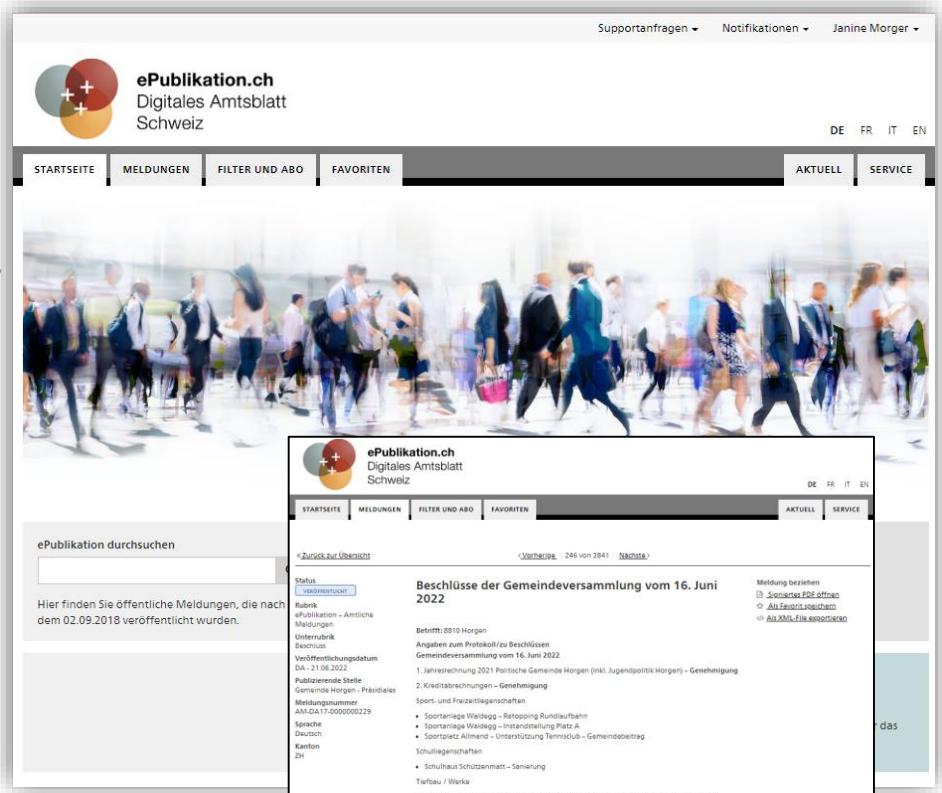 Supportanfragen Notifikationen Janine Morger
ePublikation.ch
Digitales Amtsblatt
Schweiz
DE FR IT EN
STARTSEITE MELDUNGEN FILTER UND ABO FAVORITEN AKTUELL SERVICE
ePublikation durchsuchen
Hier finden Sie öffentliche Meldungen, die nach
dem 02.09.2018 veröffentlicht wurden.
das
ePublikation.ch
Digitales Amtsblatt
Schweiz
DE FR IT EN
STARTSEITE MELDUNGEN FILTER UND ABO FAVORITEN AKTUELL SERVICE
« Zurück zur Übersicht ‹ Vorherige 246 von 2841 Nächste ›
Status
VERÖFFENTLICHT
Rubrik
ePublikation – Amtliche
Meldungen
Unterrubrik
Beschluss
Veröffentlichungsdatum
DA - 21.06.2022
Publizierende Stelle
Gemeinde Horgen - Präsidiales
Meldungsnummer
AM-DA17-0000000229
Sprache
Deutsch
Kanton
ZH
Beschlüsse der Gemeindeversammlung vom 16. Juni
2022
Betrifft: 8810 Horgen
Angaben zum Protokoll/zu Beschlüssen
Gemeindeversammlung vom 16. Juni 2022
1. Jahresrechnung 2021 Politische Gemeinde Horgen (inkl. Jugendpolitik Horgen) – Genehmigung
2. Kreditabrechnungen – Genehmigung
Sport- und Freizeitliegenschaften
• Sportanlage Waldegg – Retopping Rundlaufbahn
• Sportanlage Waldegg – Instandstellung Platz A
• Sportplatz Allmend – Unterstützung Tennisclub – Gemeindebeitrag
Schulliegenschaften
• Schulhaus Schützenmatt – Sanierung
Tiefbau / Werke
Meldung beziehen
Signiertes PDF öffnen
Als Favorit speichern
Als XML-File exportieren